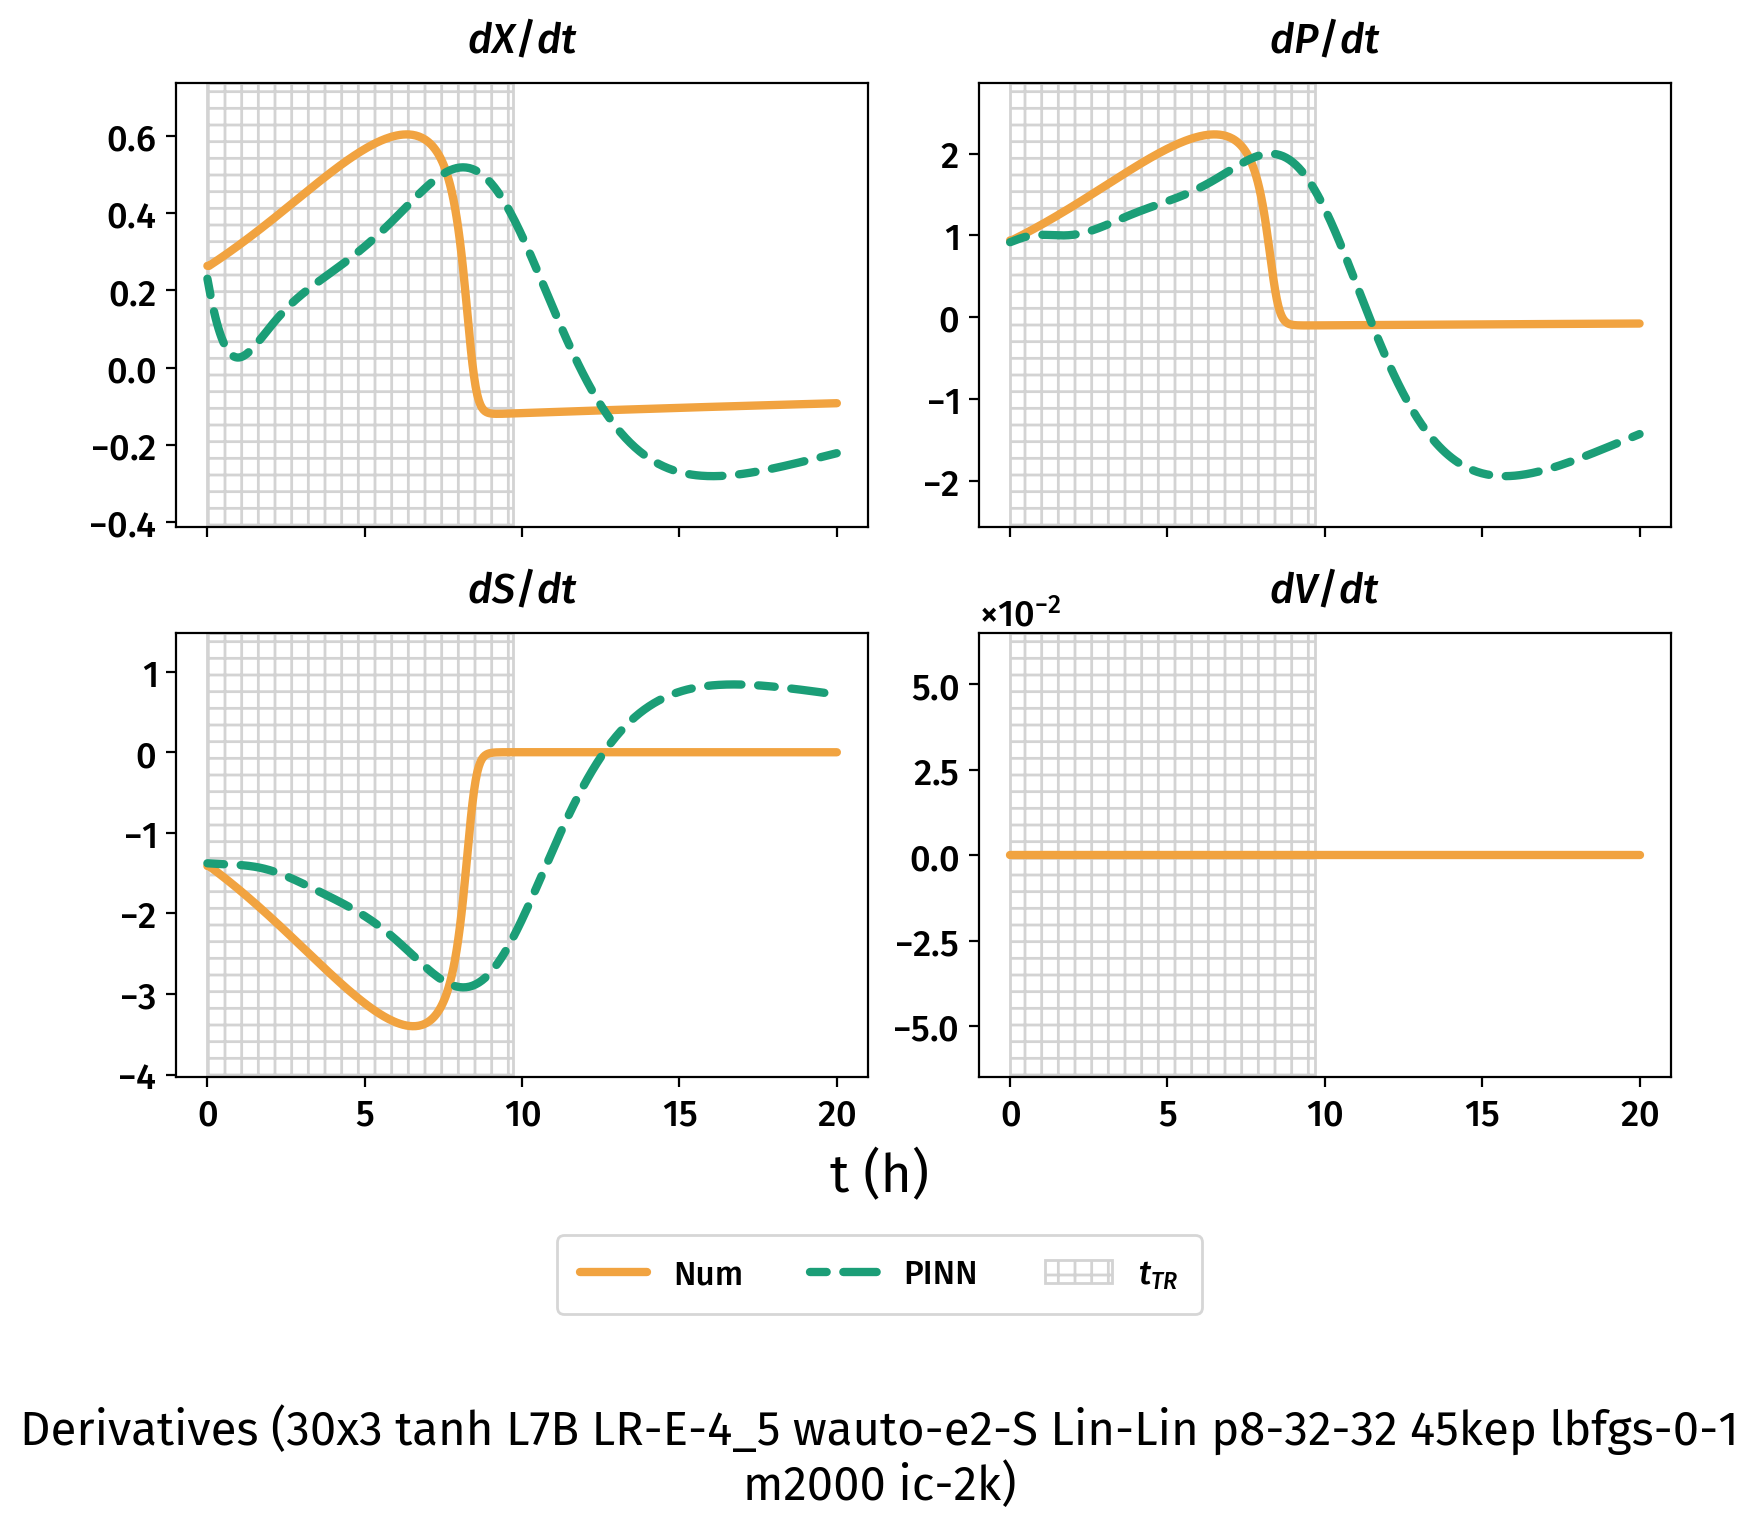 dX/dt
dP/dt
0.6
0.4
0.2
0.0
−0.2
−0.4
2
1
0
−1
−2
dS/dt
dV/dt
×10⁻²
1
0
−1
−2
−3
−4
5.0
2.5
0.0
−2.5
−5.0
0 5 10 15 20
0 5 10 15 20
t (h)
Num PINN t_TR
Derivatives (30x3 tanh L7B LR-E-4_5 wauto-e2-S Lin-Lin p8-32-32 45kep lbfgs-0-1
m2000 ic-2k)